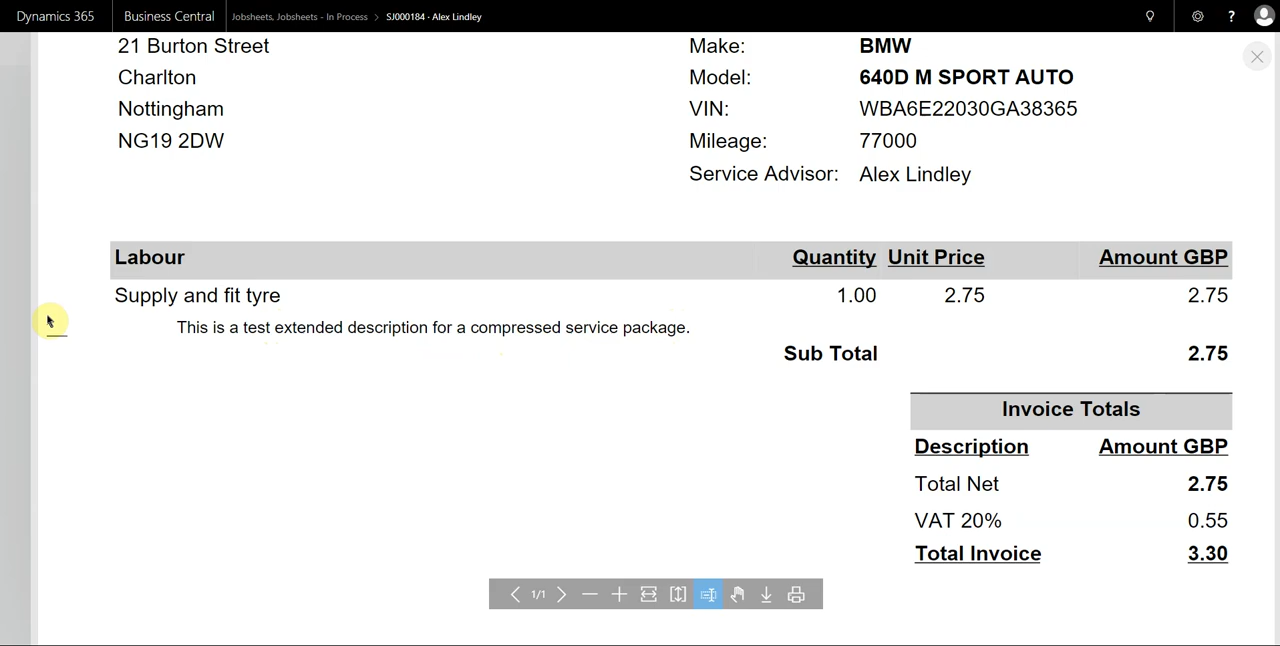 Dynamics 365 Business Central Jobsheets, Jobsheets - In Process > SJ000184 · Alex Lindley ?
21 Burton Street Make: BMW
Charlton Model: 640D M SPORT AUTO
Nottingham VIN: WBA6E22030GA38365
NG19 2DW Mileage: 77000
Service Advisor: Alex Lindley
Labour Quantity Unit Price Amount GBP
Supply and fit tyre 1.00 2.75 2.75
This is a test extended description for a compressed service package.
Sub Total 2.75
Invoice Totals
Description Amount GBP
Total Net 2.75
VAT 20% 0.55
Total Invoice 3.30
1/1